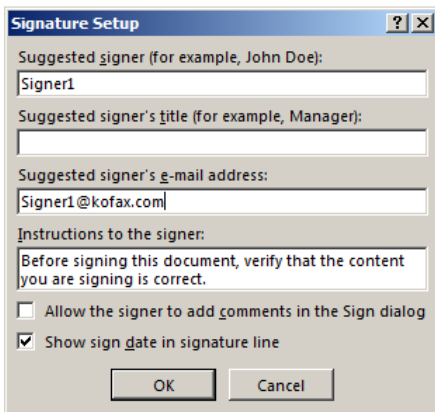 Signature Setup
Suggested signer (for example, John Doe):
Signer1
Suggested signer's title (for example, Manager):
Suggested signer's e-mail address:
Signer1@kofax.com
Instructions to the signer:
Before signing this document, verify that the content
you are signing is correct.
Allow the signer to add comments in the Sign dialog
Show sign date in signature line
OK Cancel